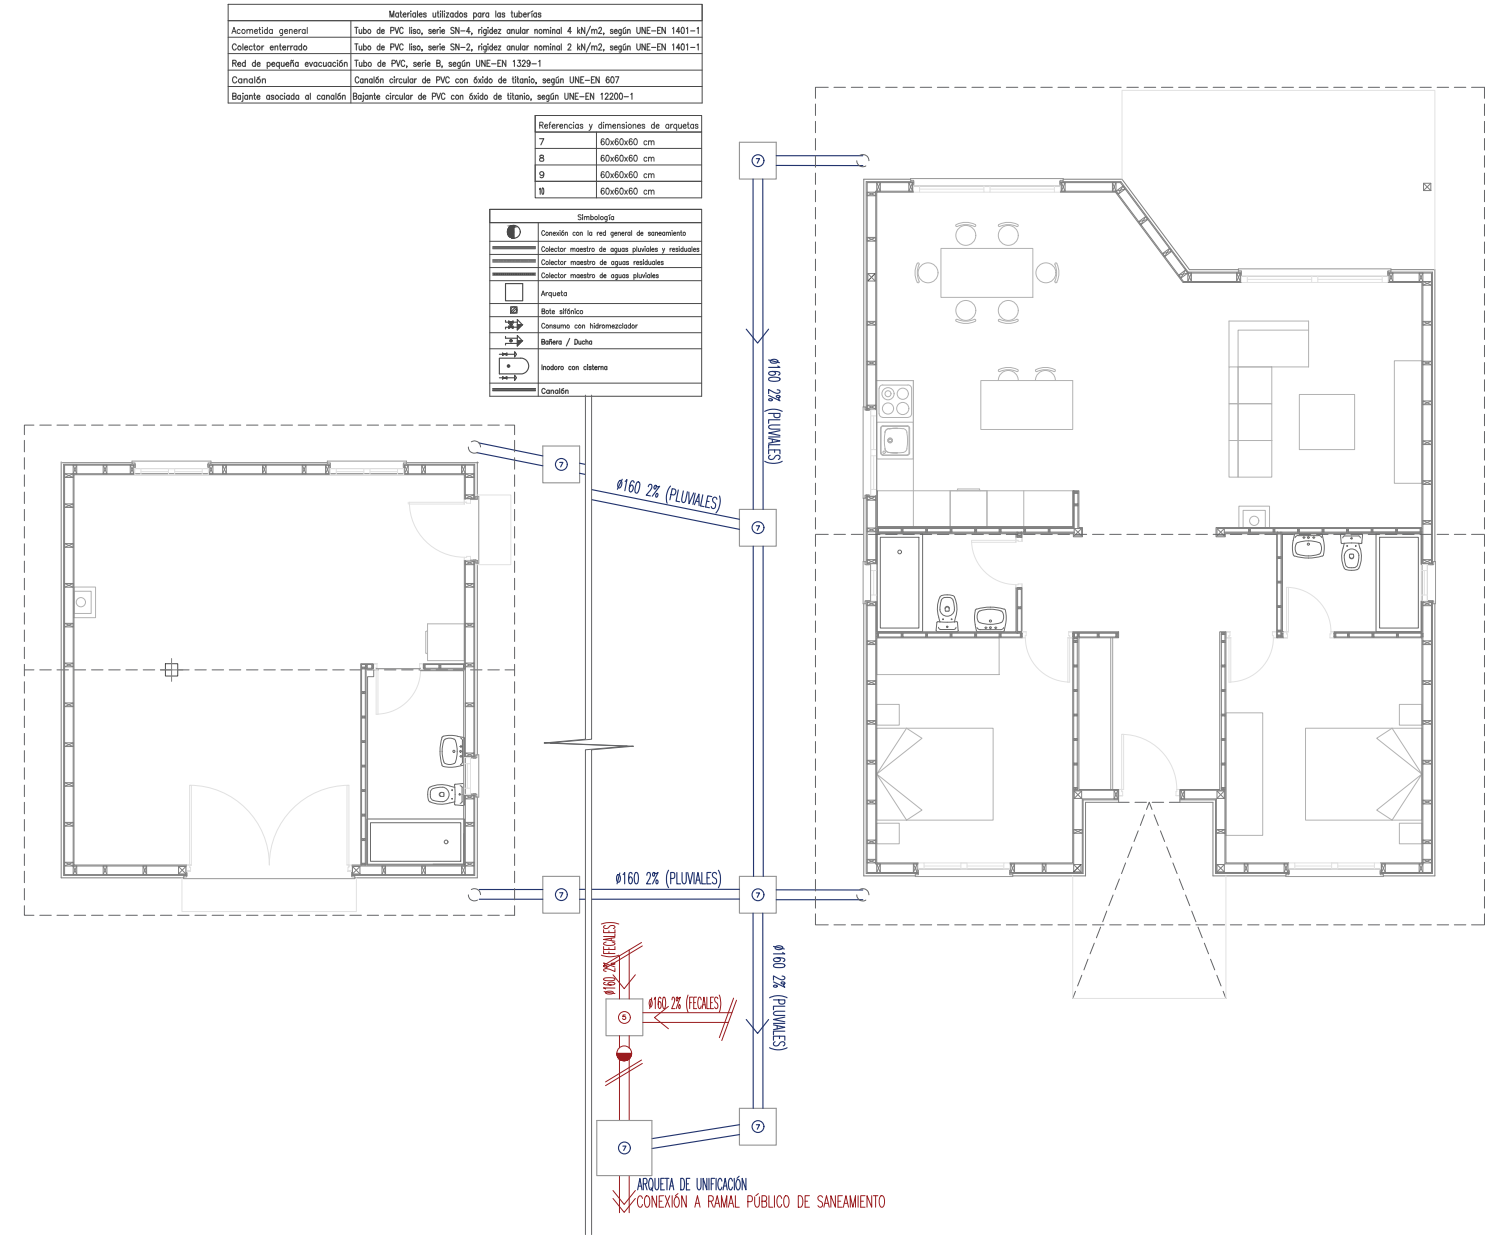 Materiales utilizados para las tuberías
Acometida general Tubo de PVC liso, serie SN-4, rigidez anular nominal 4 kN/m2, según UNE-EN 1401-1
Colector enterrado Tubo de PVC liso, serie SN-2, rigidez anular nominal 2 kN/m2, según UNE-EN 1401-1
Red de pequeña evacuación Tubo de PVC, serie B, según UNE-EN 1329-1
Canalón Canalón circular de PVC con óxido de titanio, según UNE-EN 607
Bajante asociada al canalón Bajante circular de PVC con óxido de titanio, según UNE-EN 12200-1
Referencias y dimensiones de arquetas
7 60x60x60 cm
8 60x60x60 cm
9 60x60x60 cm
10 60x60x60 cm
Simbología
Conexión con la red general de saneamiento
Colector maestro de aguas pluviales y residuales
Colector maestro de aguas residuales
Colector maestro de aguas pluviales
Arqueta
Bote sifónico
Consumo con hidromezclador
Bañera / Ducha
Inodoro con cisterna
Canalón
7
ø160 2% (PLUVIALES)
7
ø160 2% (PLUVIALES)
7
7
ø160 2% (PLUVIALES)
7
ø160 2% (FECALES)
ø160 2% (PLUVIALES)
ø160 2% (FECALES)
5
7
7
ARQUETA DE UNIFICACIÓN
CONEXIÓN A RAMAL PÚBLICO DE SANEAMIENTO